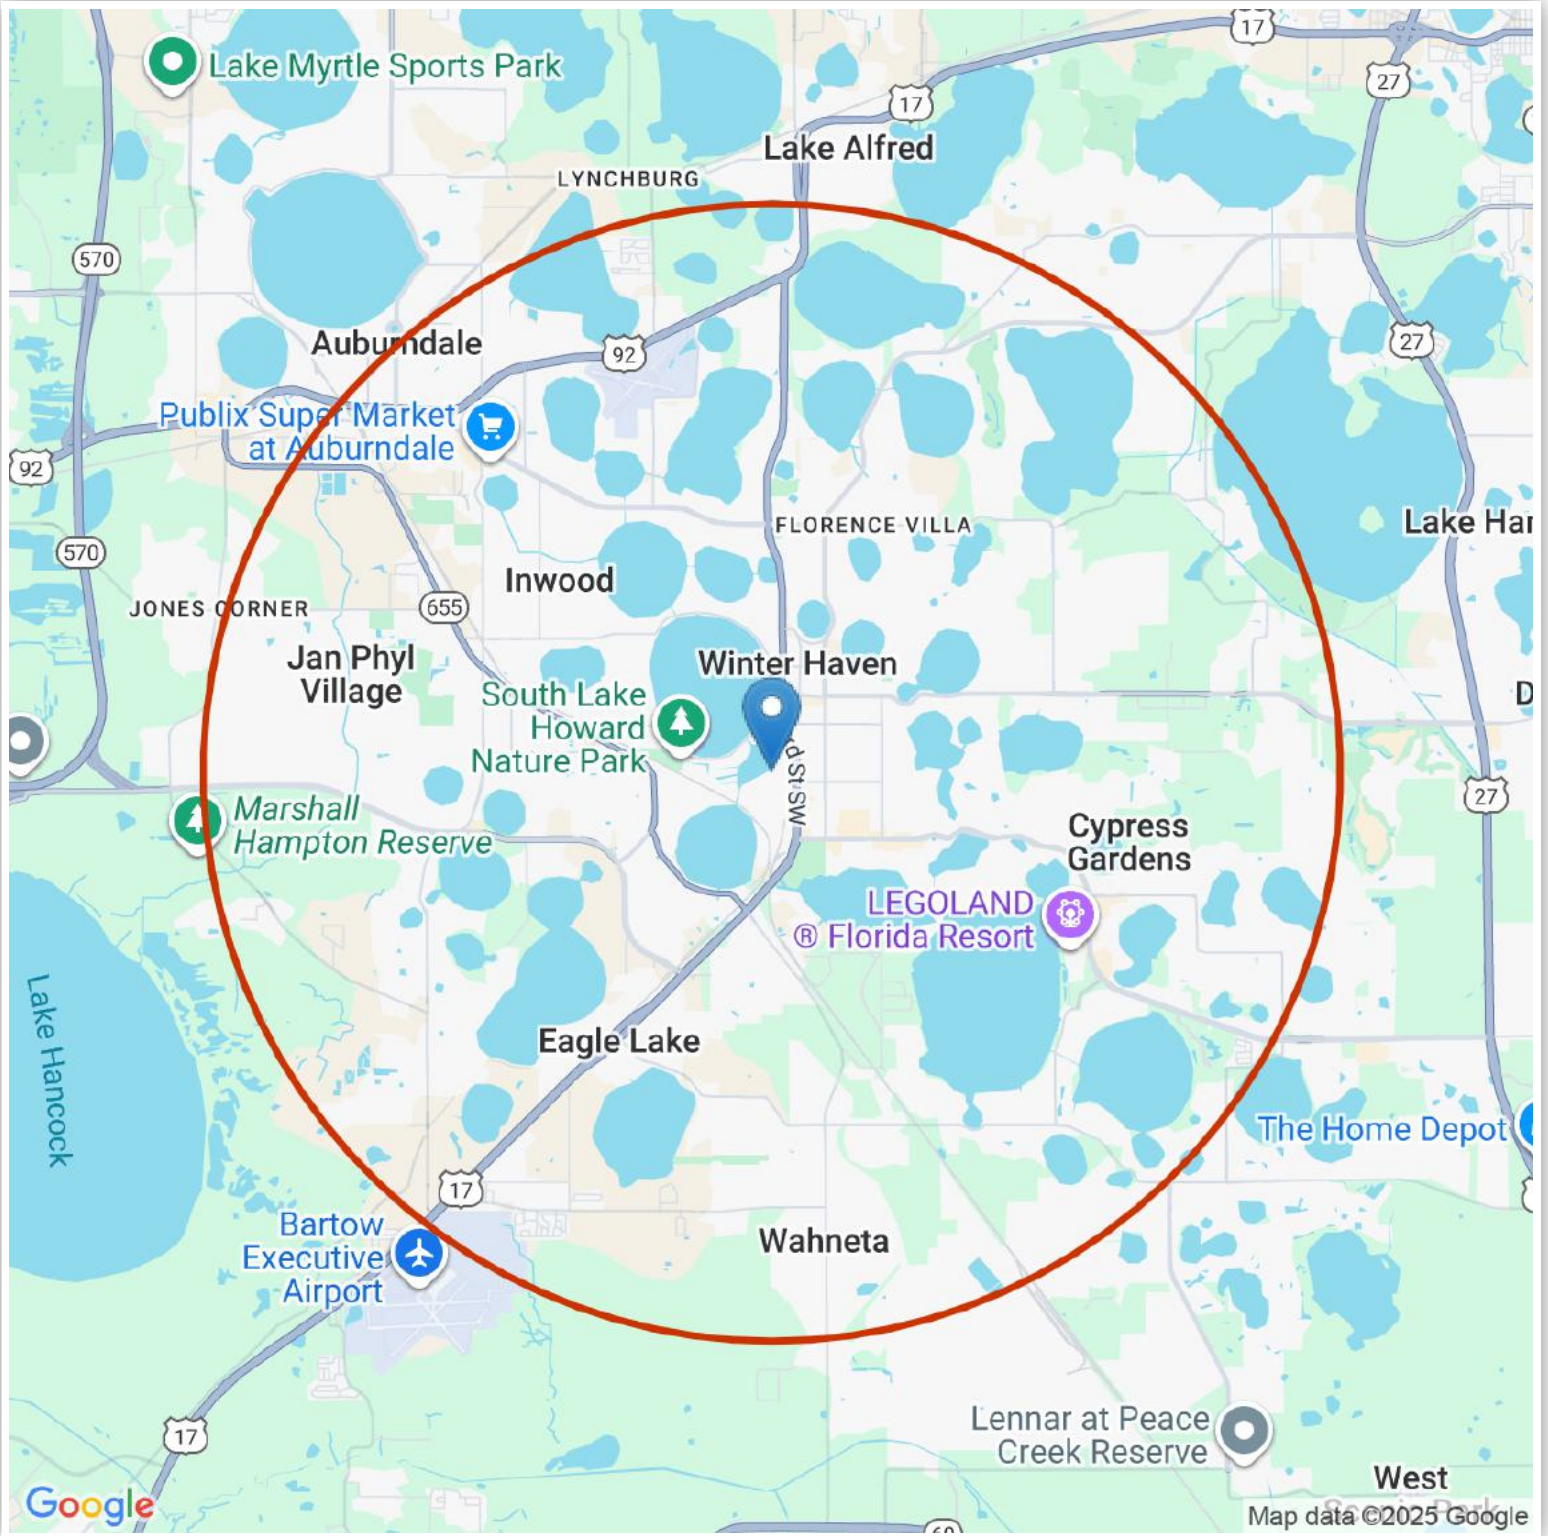 17
Lake Myrtle Sports Park
27
17
Lake Alfred
LYNCHBURG
570
Auburndale
92
27
Publix Super Market
at Auburndale
92
FLORENCE VILLA
Lake Har
570
Inwood
JONES CORNER
655
Jan Phyl
Village
Winter Haven
South Lake
Howard
Nature Park
D
d St SW
27
Marshall
Hampton Reserve
Cypress
Gardens
LEGOLAND
® Florida Resort
Lake Hancock
Eagle Lake
The Home Depot
17
Bartow
Executive
Airport
Wahneta
17
Lennar at Peace
Creek Reserve
West
Google
Map data ©2025 Google
60